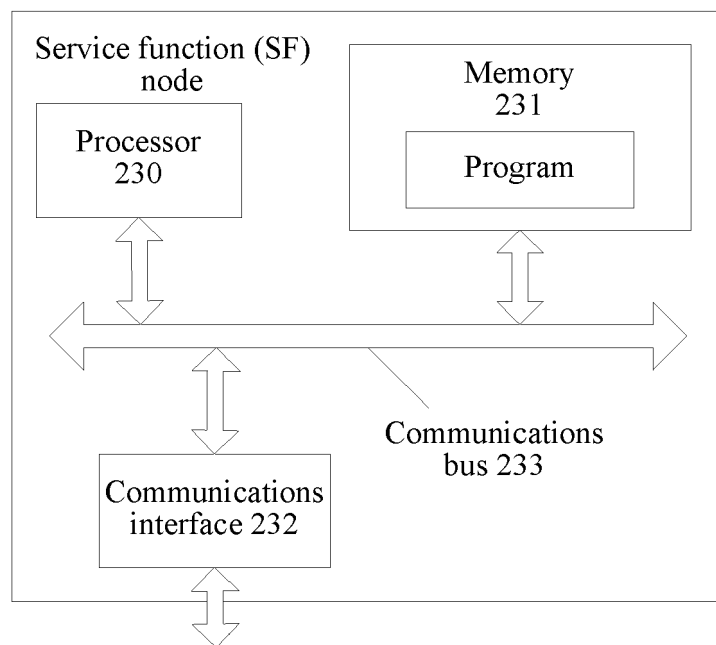 Service function (SF)
node
Processor
230
Memory
231
Program
Communications
bus 233
Communications
interface 232